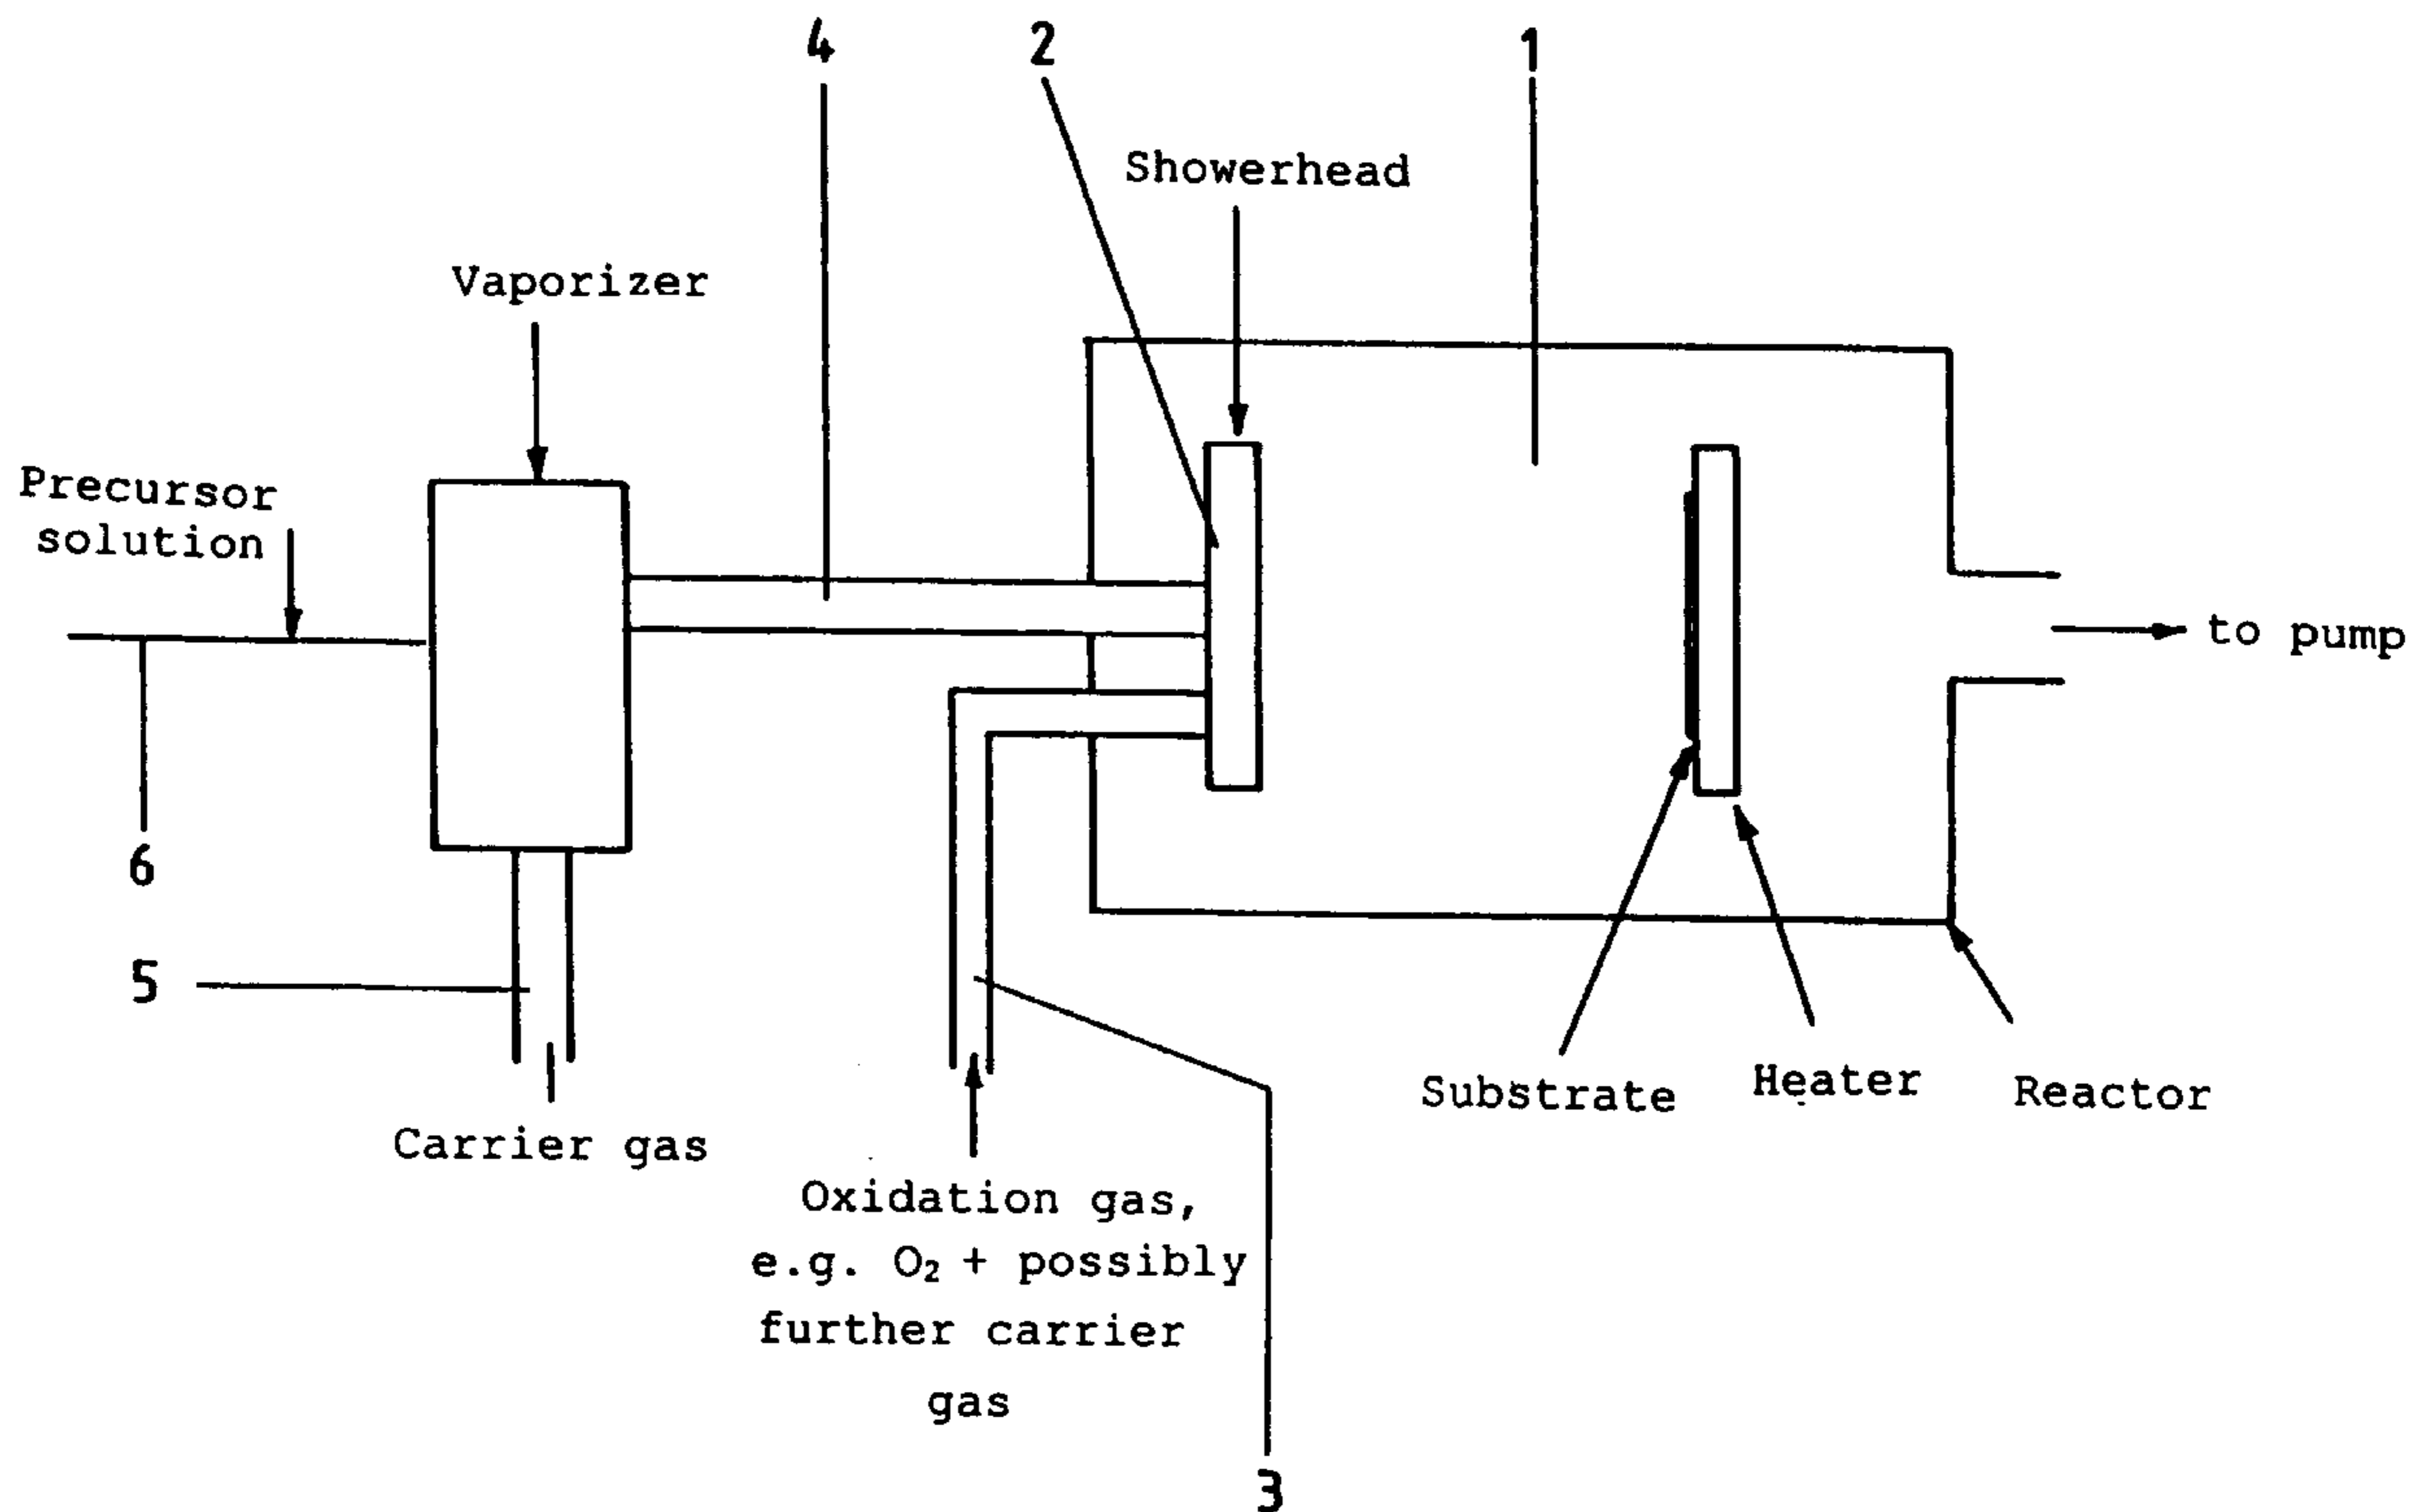 4
2
1
Showerhead
Vaporizer
Precursor
solution
to pump
6
5
Substrate
Heater
Reactor
Carrier gas
Oxidation gas,
e.g. O₂ + possibly
further carrier
gas
3